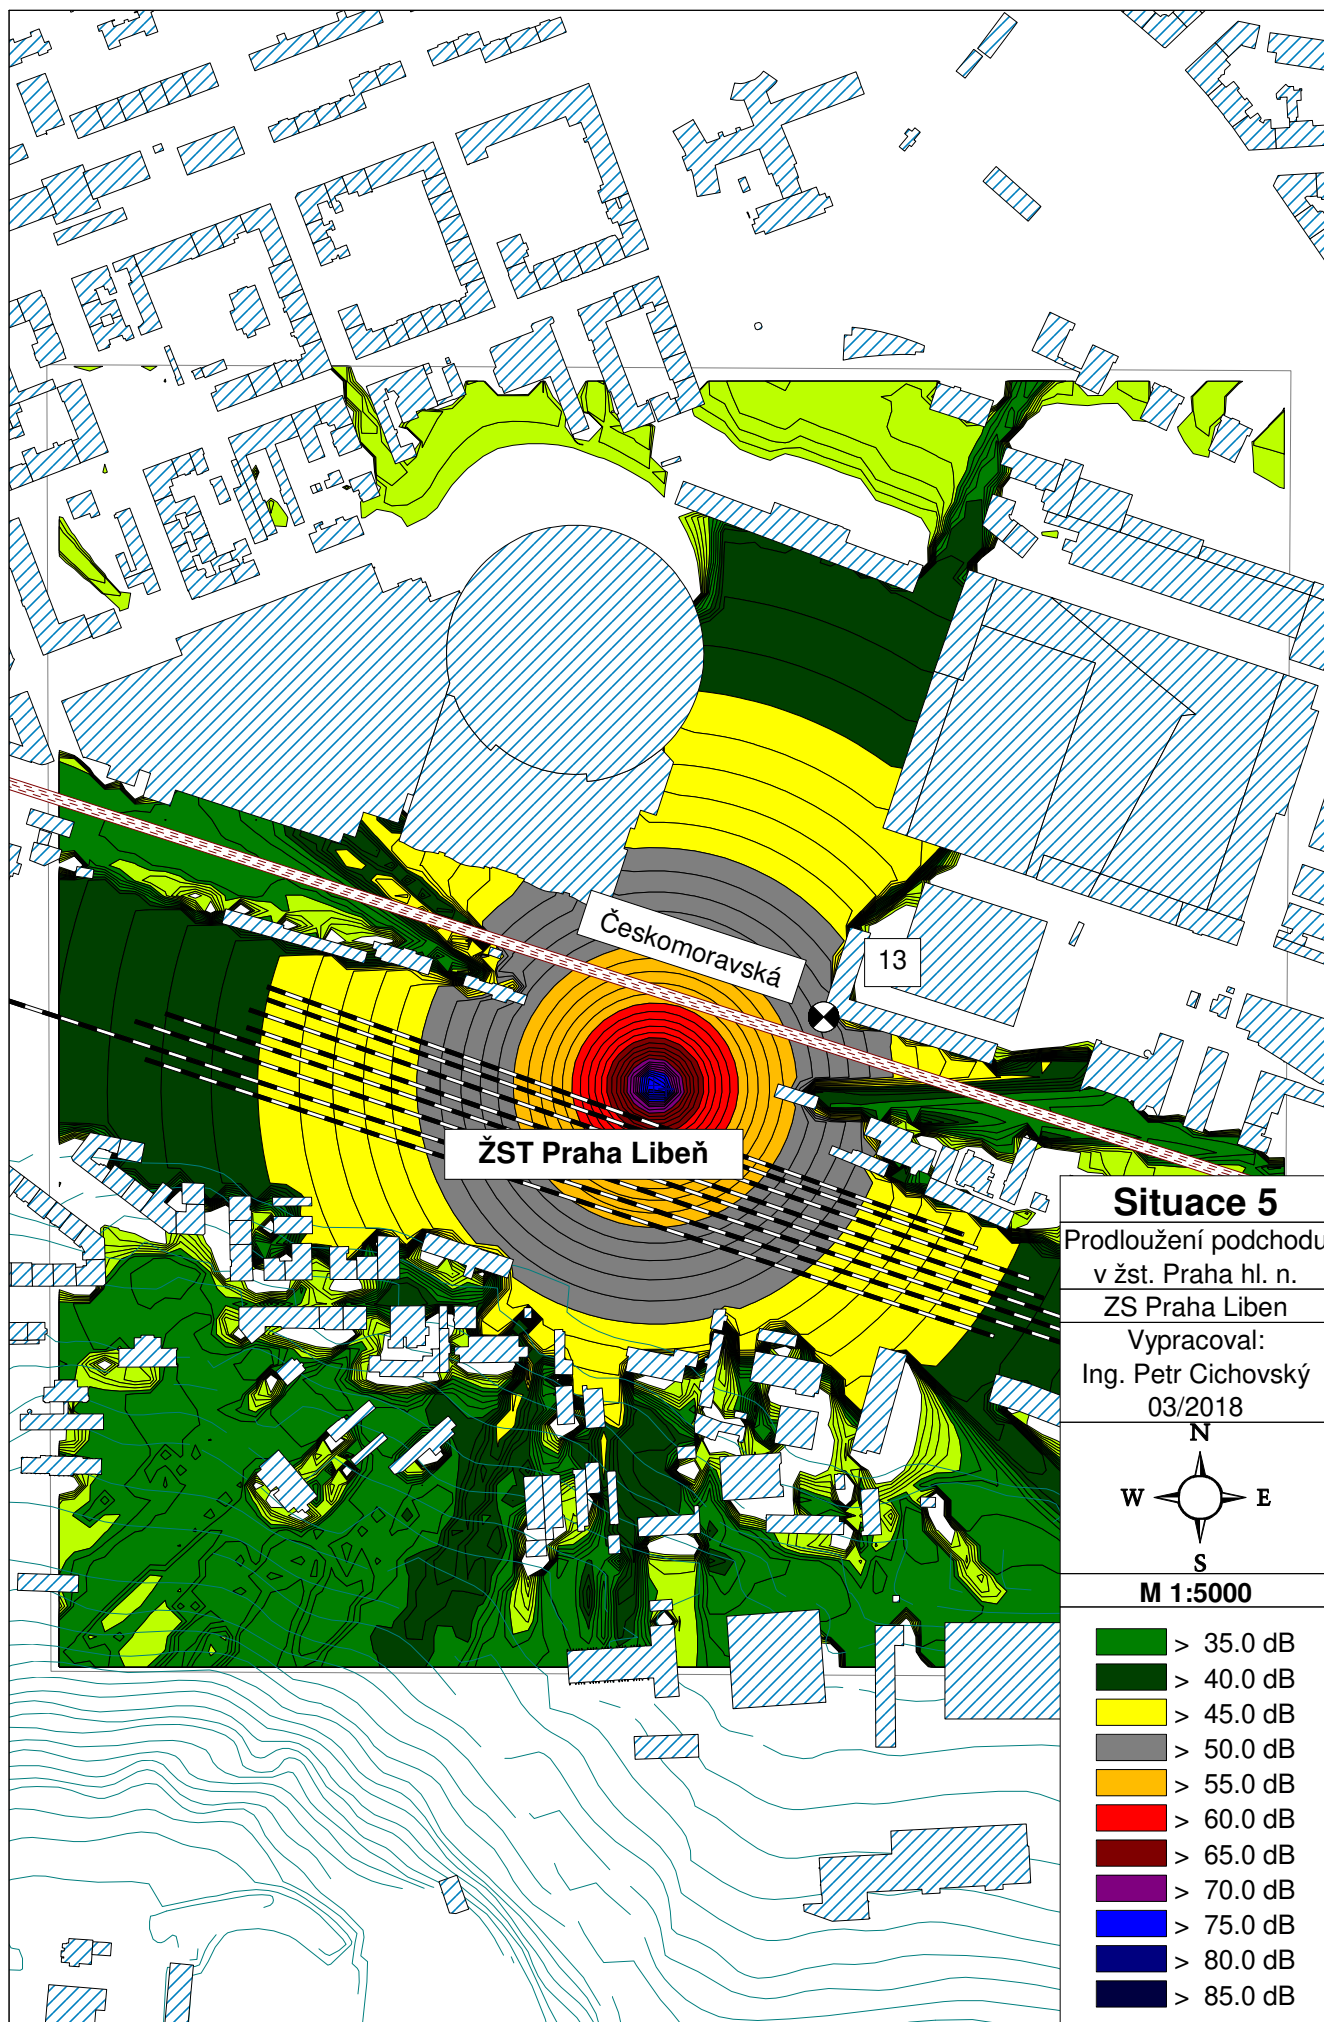 Českomoravská
13
ŽST Praha Libeň
Situace 5
Prodloužení podchodu
v žst. Praha hl. n.
ZS Praha Liben
Vypracoval:
Ing. Petr Cichovský
03/2018
N
W E
S
M 1:5000
> 35.0 dB
> 40.0 dB
> 45.0 dB
> 50.0 dB
> 55.0 dB
> 60.0 dB
> 65.0 dB
> 70.0 dB
> 75.0 dB
> 80.0 dB
> 85.0 dB